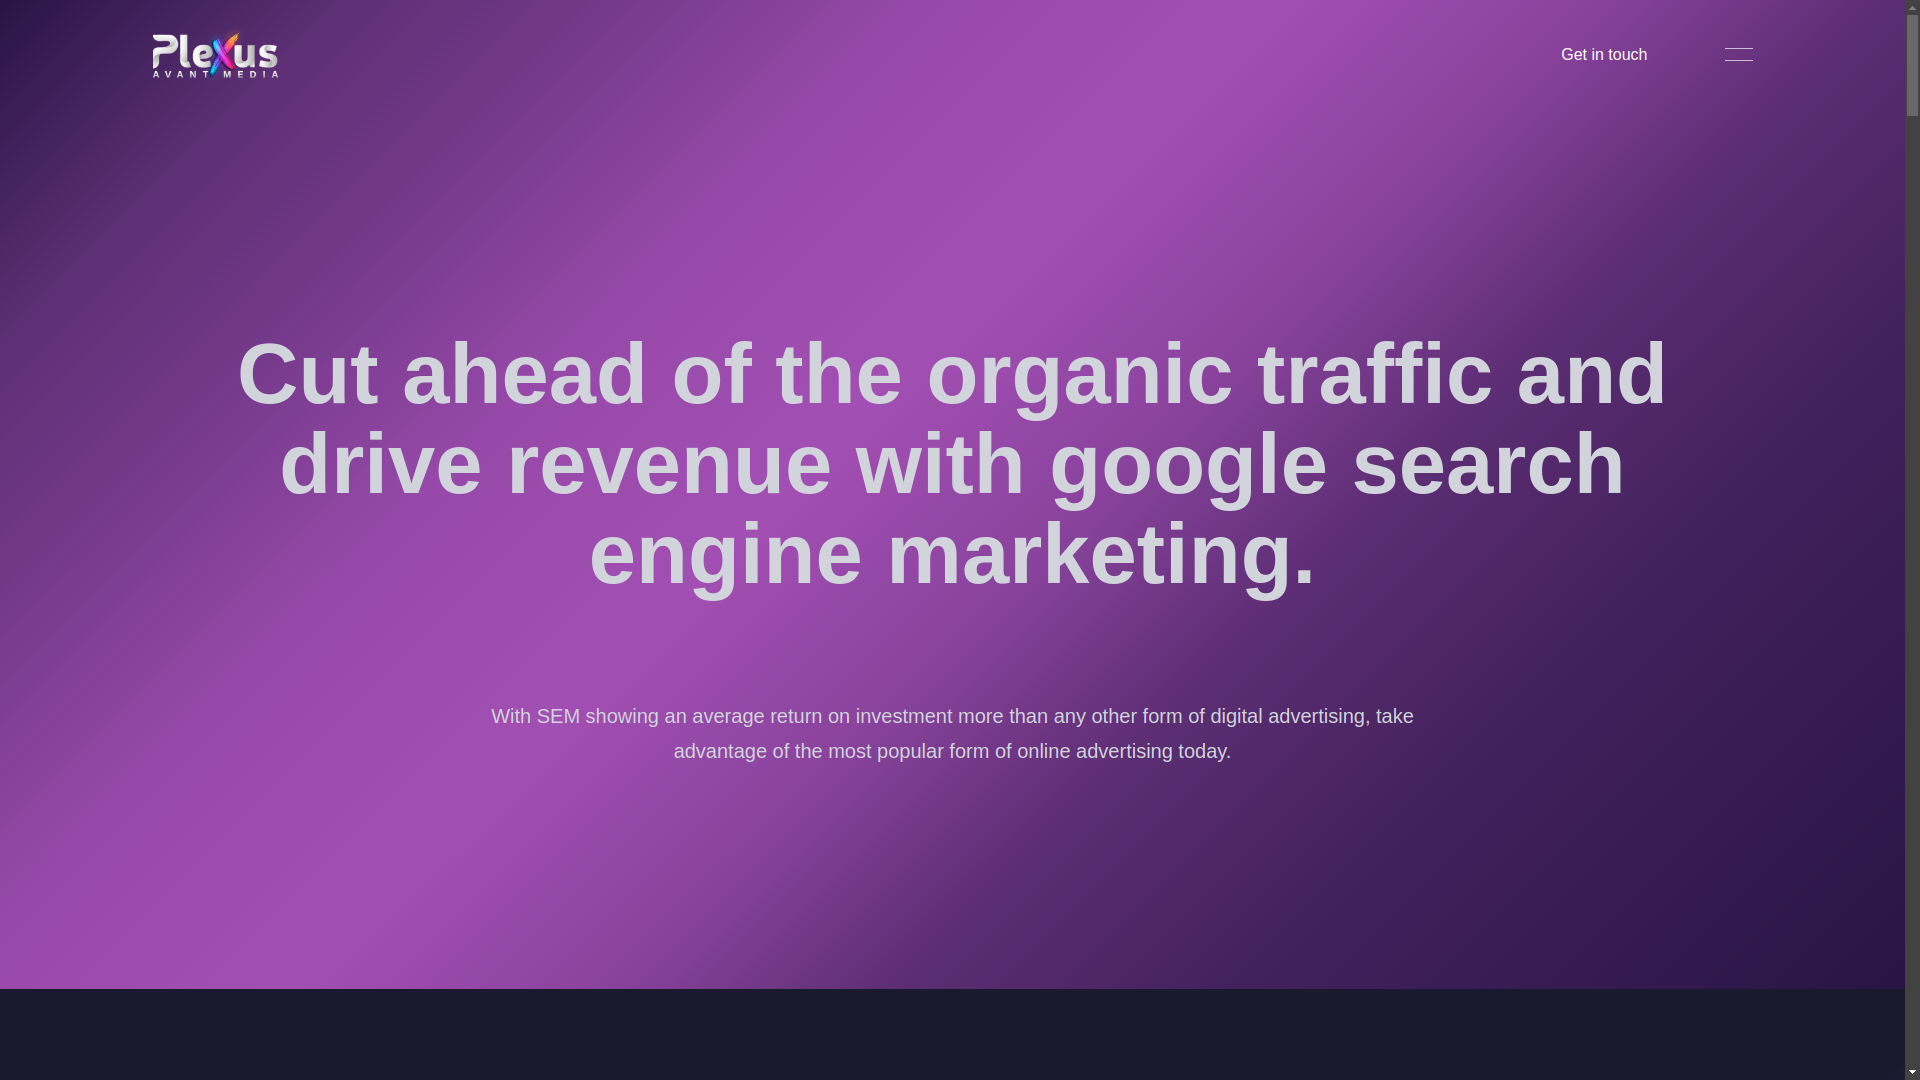 Plexus
AVANT MEDIA
Get in touch
Cut ahead of the organic traffic and
drive revenue with google search
engine marketing.
With SEM showing an average return on investment more than any other form of digital advertising, take
advantage of the most popular form of online advertising today.